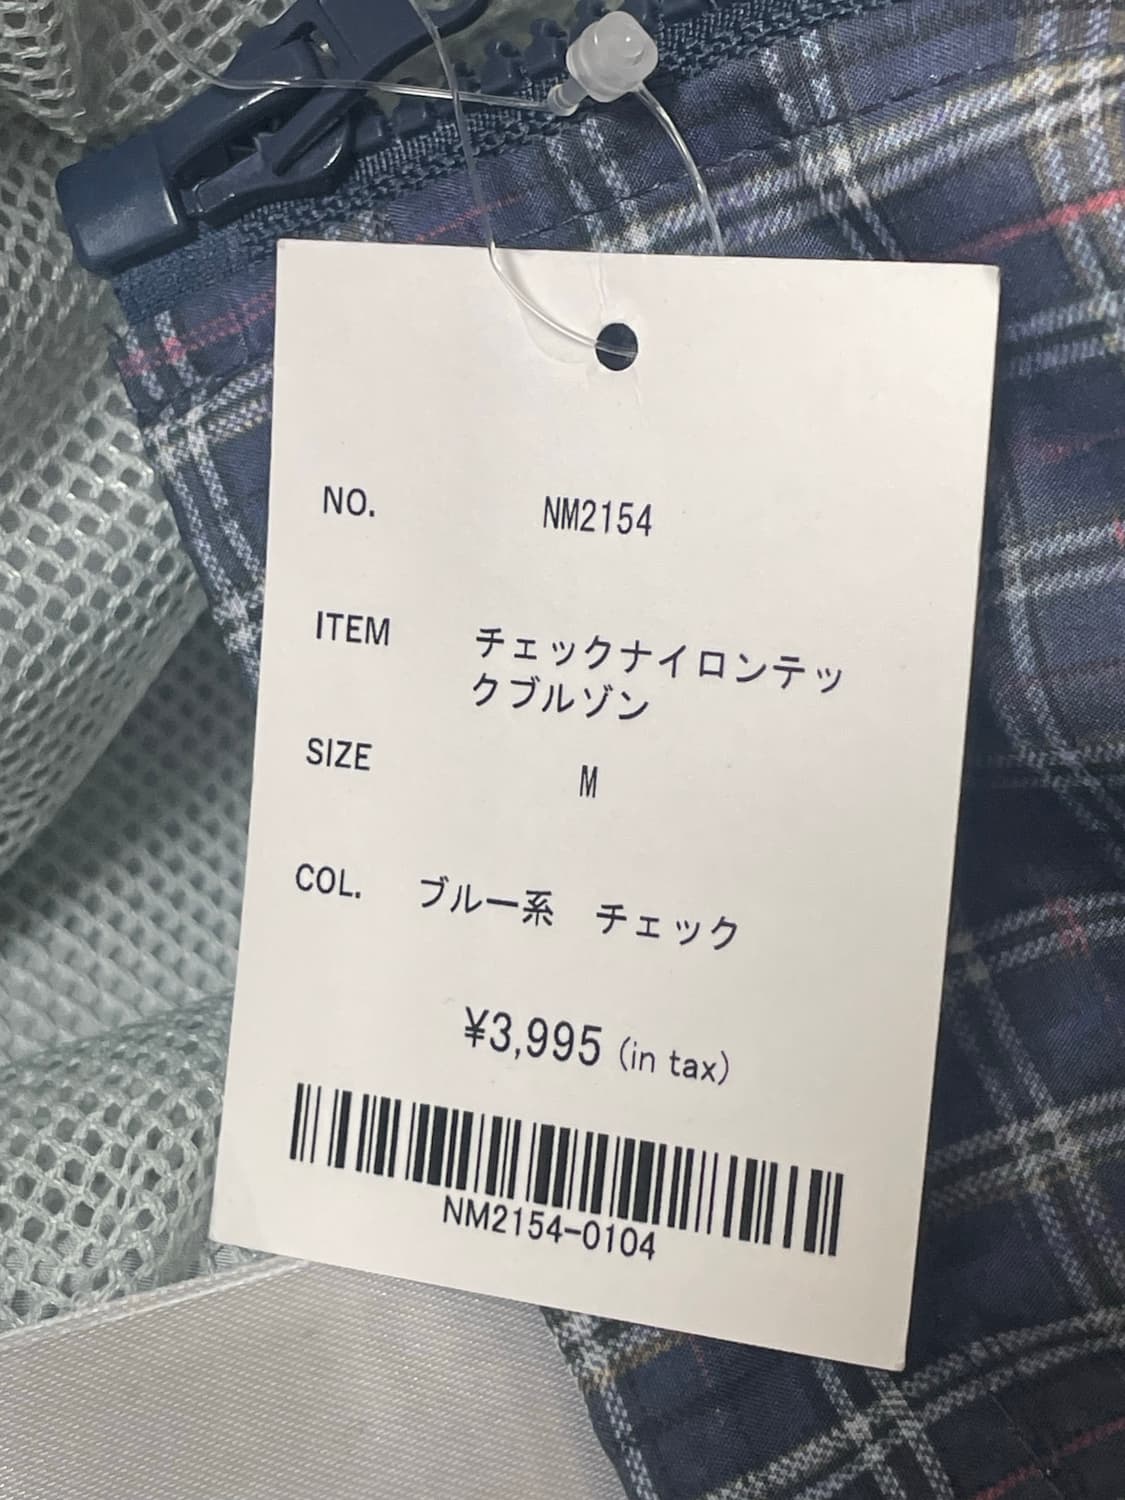 NO. NM2154
ITEM チェックナイロンテッ
クブルゾン
SIZE M
COL. ブルー系 チェック
¥3,995 (in tax)
NM2154-0104